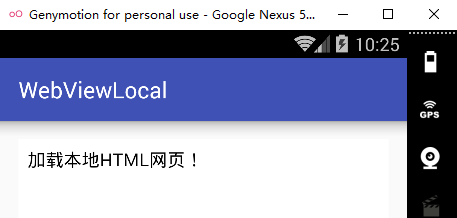 Genymotion for personal use - Google Nexus 5...
10:25
WebViewLocal
GPS
加载本地HTML网页！